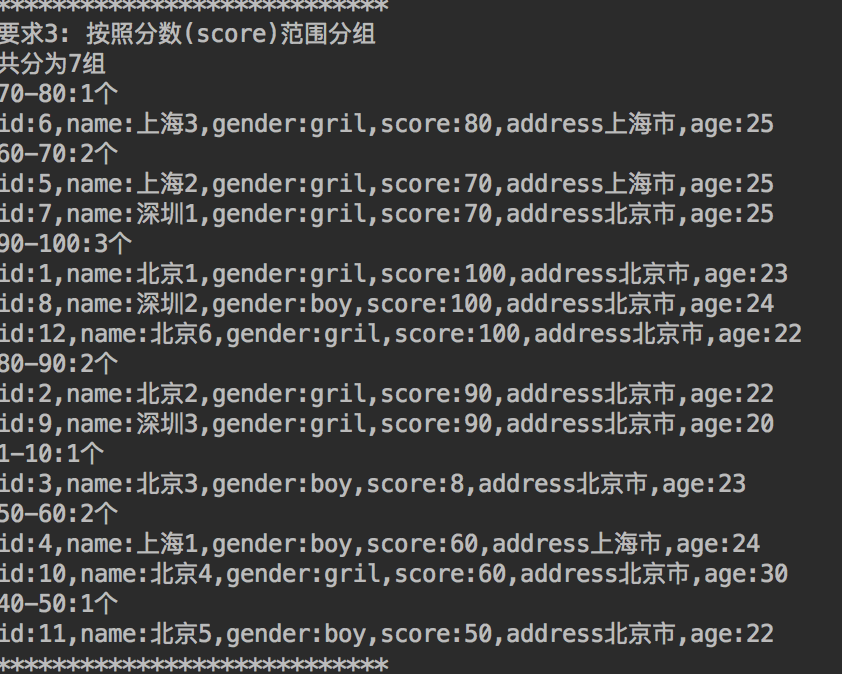 ****************************
要求3: 按照分数(score)范围分组
共分为7组
70-80:1个
id:6,name:上海3,gender:gril,score:80,address上海市,age:25
60-70:2个
id:5,name:上海2,gender:gril,score:70,address上海市,age:25
id:7,name:深圳1,gender:gril,score:70,address北京市,age:25
90-100:3个
id:1,name:北京1,gender:gril,score:100,address北京市,age:23
id:8,name:深圳2,gender:boy,score:100,address北京市,age:24
id:12,name:北京6,gender:gril,score:100,address北京市,age:22
80-90:2个
id:2,name:北京2,gender:gril,score:90,address北京市,age:22
id:9,name:深圳3,gender:gril,score:90,address北京市,age:20
1-10:1个
id:3,name:北京3,gender:boy,score:8,address北京市,age:23
50-60:2个
id:4,name:上海1,gender:boy,score:60,address上海市,age:24
id:10,name:北京4,gender:gril,score:60,address北京市,age:30
40-50:1个
id:11,name:北京5,gender:boy,score:50,address北京市,age:22
****************************